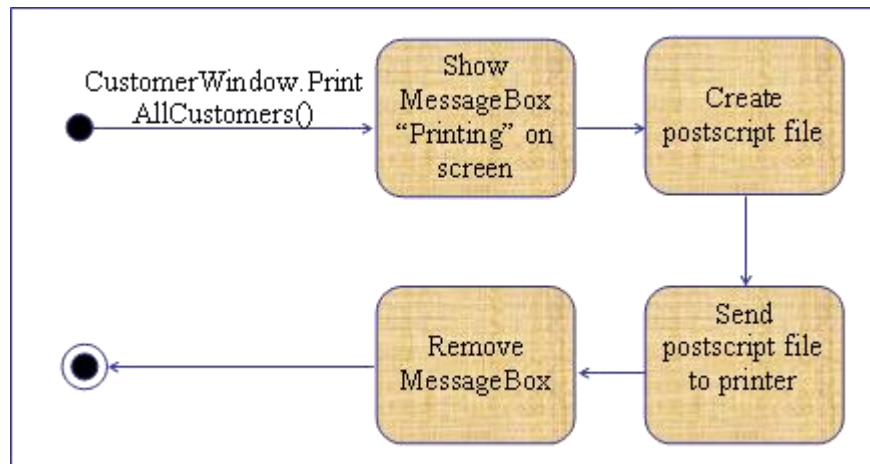 CustomerWindow.Print
AllCustomers()
Show
MessageBox
“Printing” on
screen
Create
postscript file
Send
postscript file
to printer
Remove
MessageBox